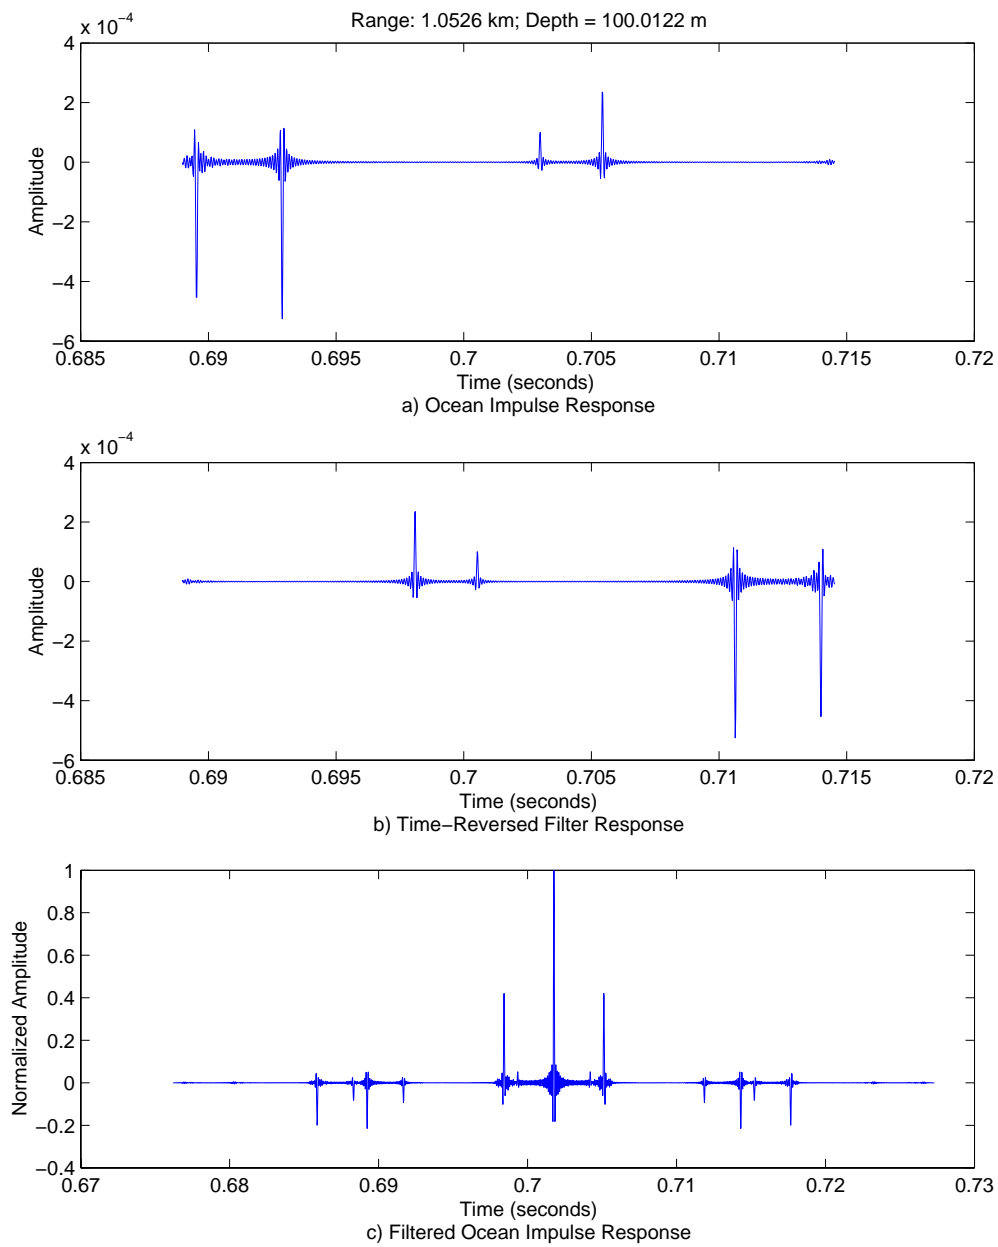 Range: 1.0526 km; Depth = 100.0122 m
x 10⁻⁴
4
2
0
−2
−4
−6
Amplitude
0.685 0.69 0.695 0.7 0.705 0.71 0.715 0.72
Time (seconds)
a) Ocean Impulse Response
x 10⁻⁴
4
2
0
−2
−4
−6
Amplitude
0.685 0.69 0.695 0.7 0.705 0.71 0.715 0.72
Time (seconds)
b) Time−Reversed Filter Response
1
0.8
0.6
0.4
0.2
0
−0.2
−0.4
Normalized Amplitude
0.67 0.68 0.69 0.7 0.71 0.72 0.73
Time (seconds)
c) Filtered Ocean Impulse Response